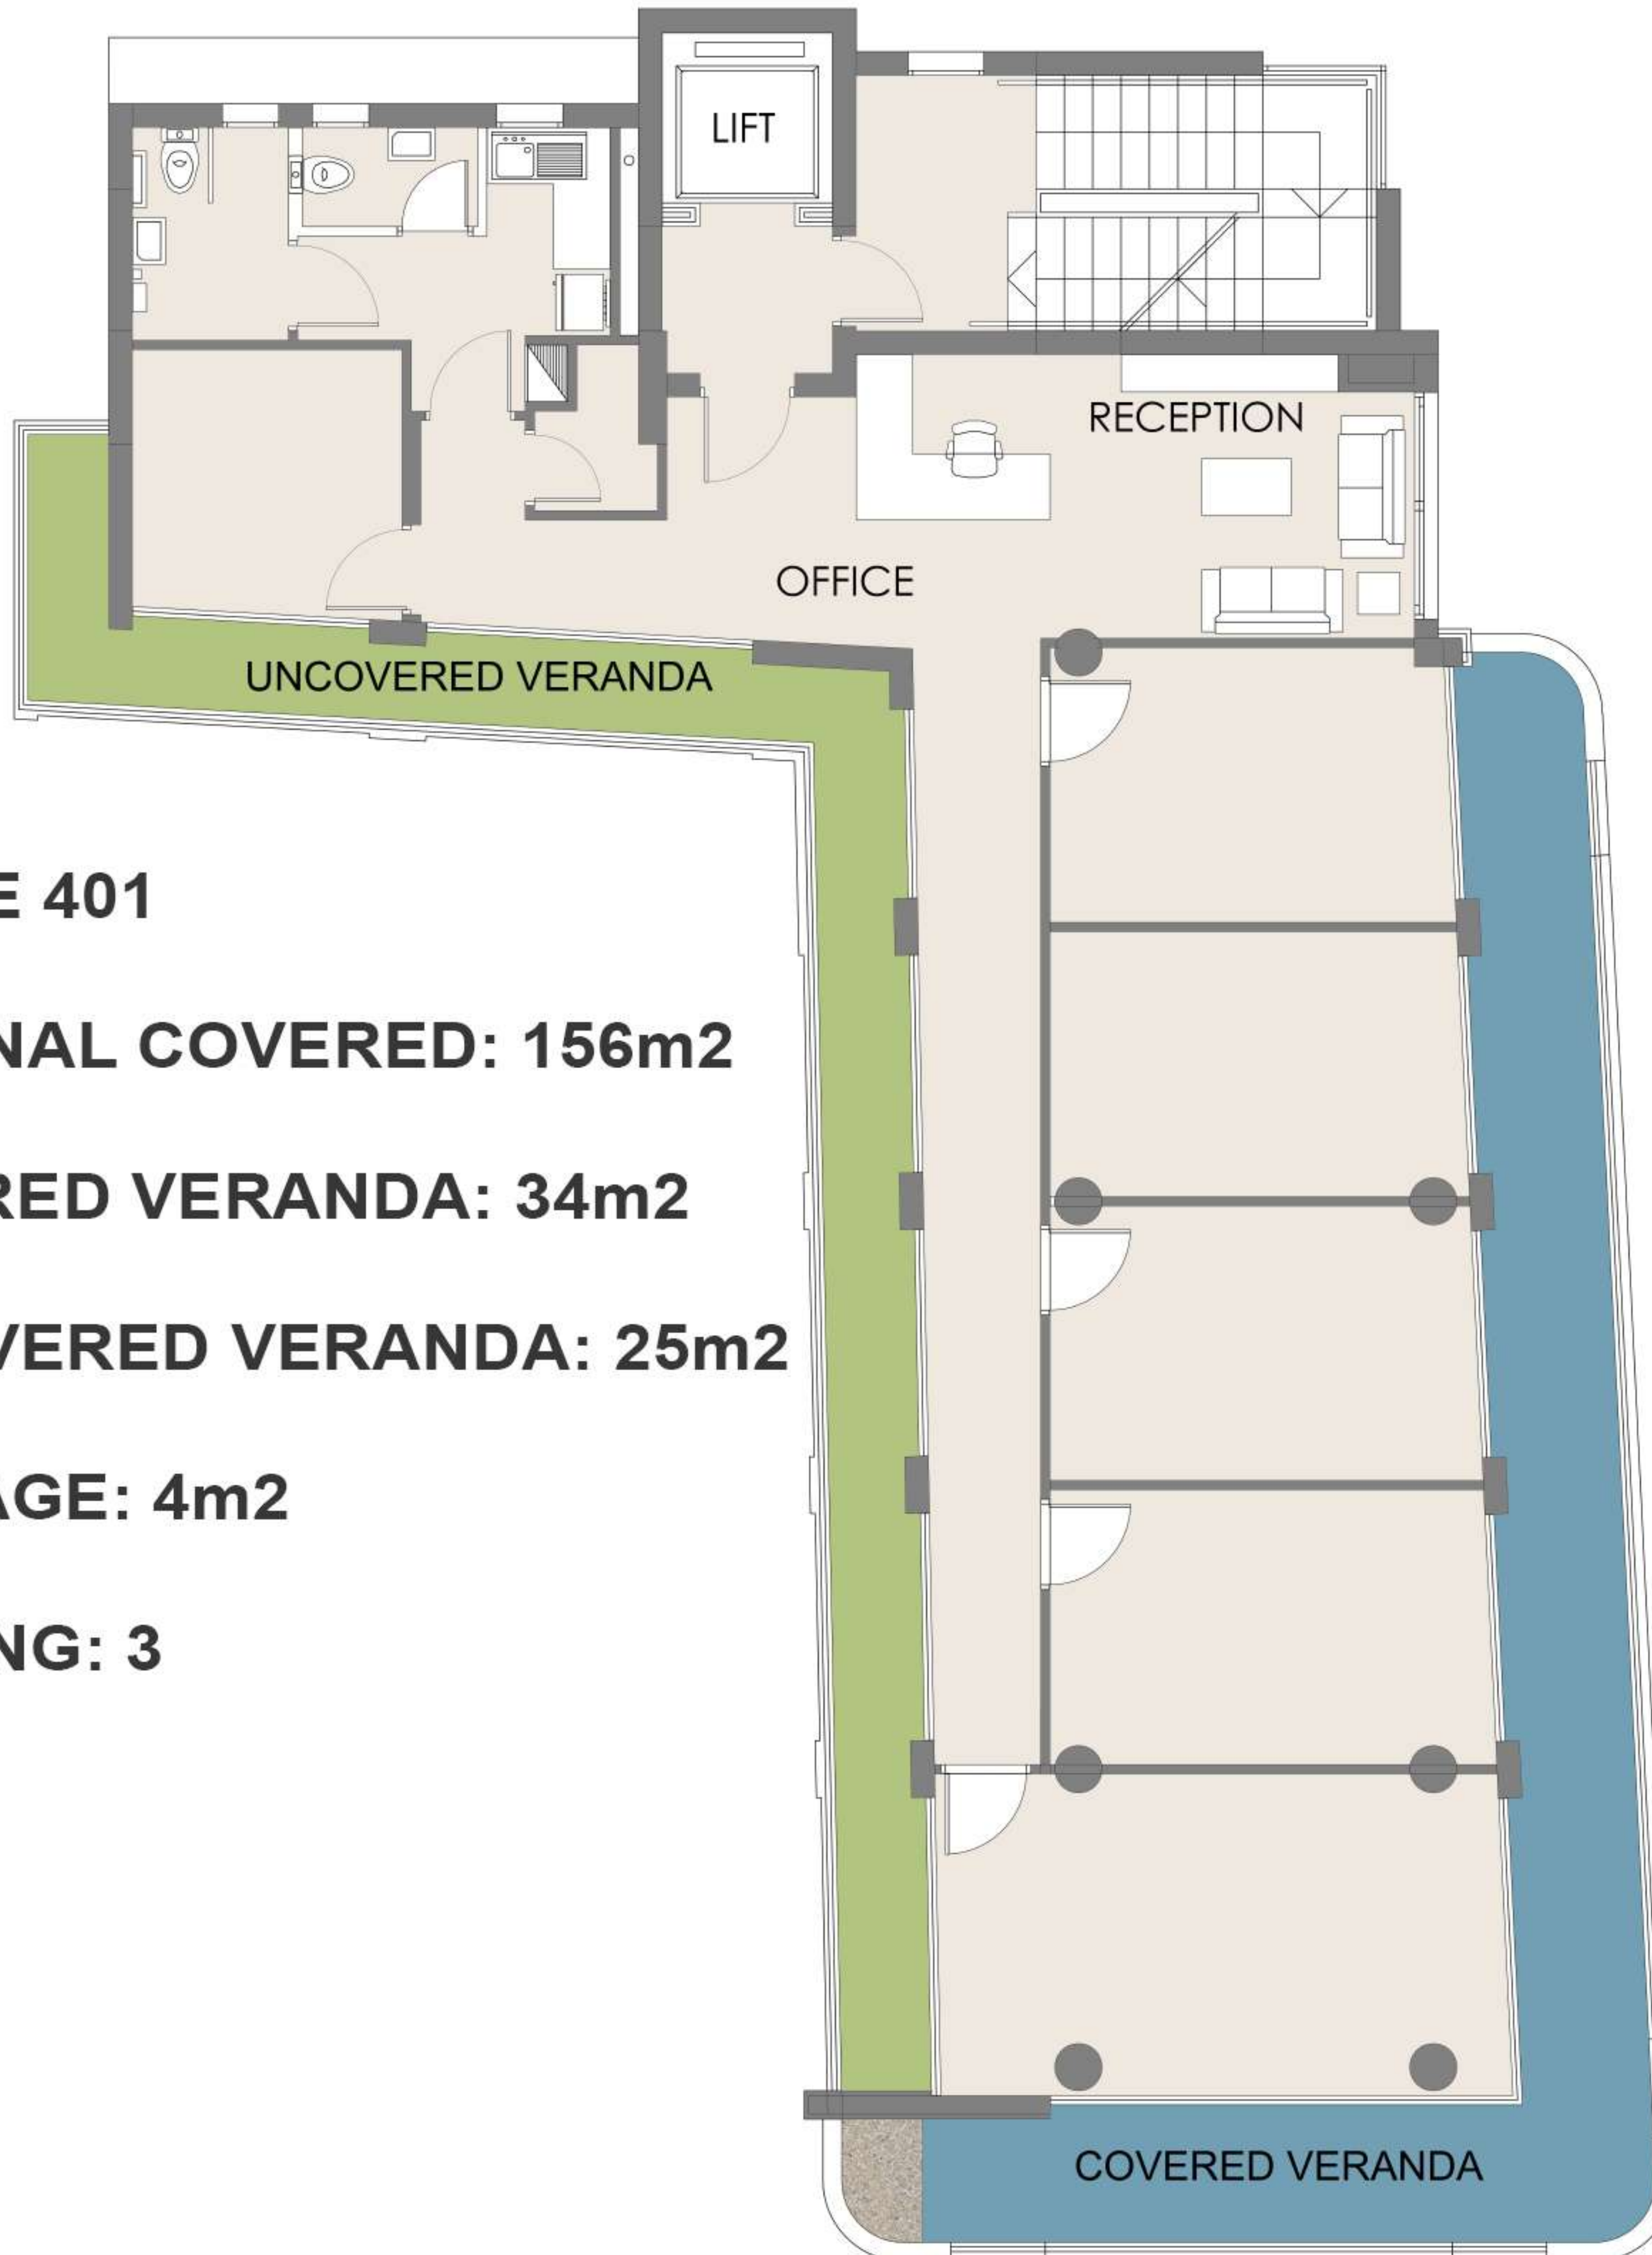 LIFT
RECEPTION
OFFICE
UNCOVERED VERANDA
E 401
NAL COVERED: 156m2
RED VERANDA: 34m2
VERED VERANDA: 25m2
AGE: 4m2
NG: 3
COVERED VERANDA